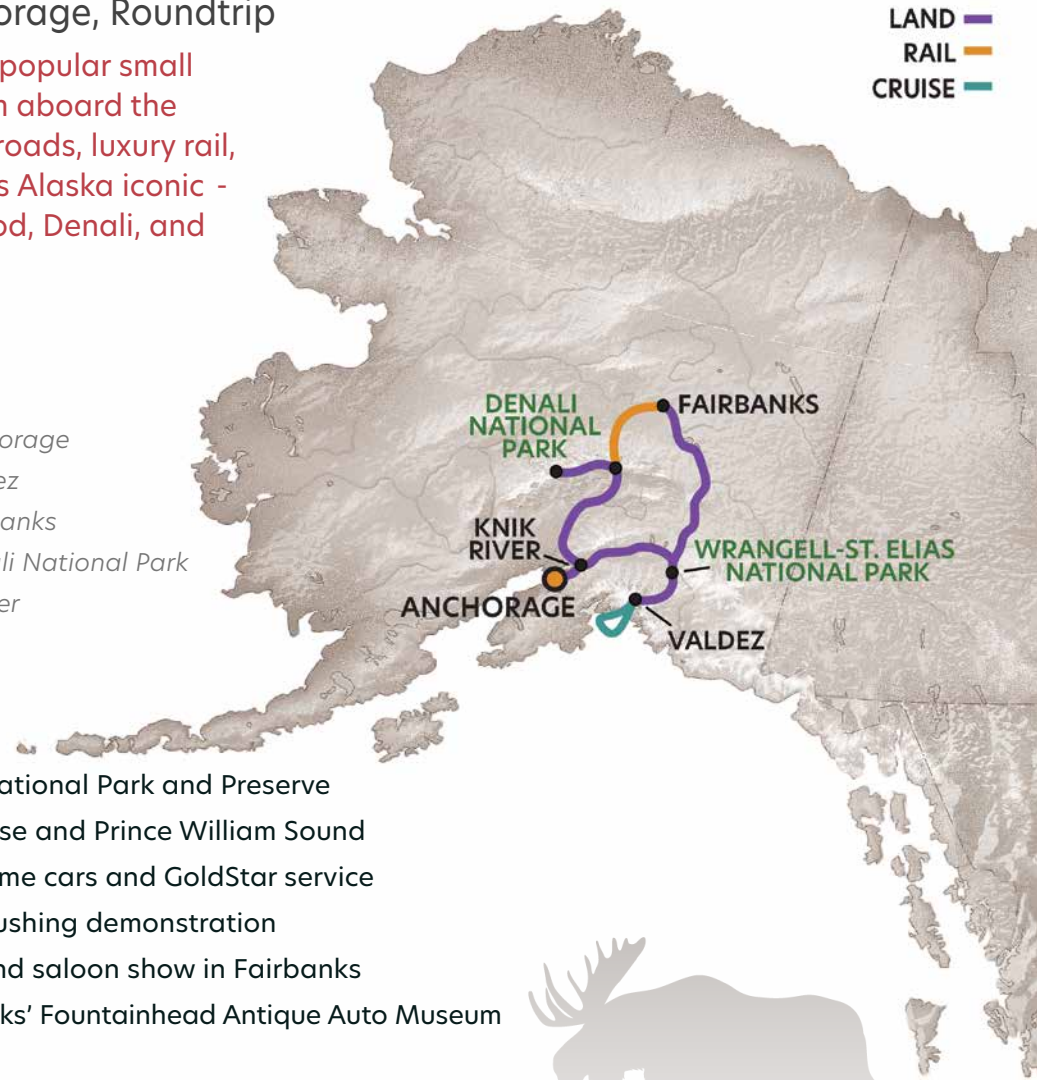 orage, Roundtrip
popular small
aboard the
roads, luxury rail,
s Alaska iconic -
od, Denali, and
orage
ez
anks
li National Park
er
LAND
RAIL
CRUISE
DENALI
NATIONAL
PARK
FAIRBANKS
KNIK
RIVER
WRANGELL-ST. ELIAS
NATIONAL PARK
ANCHORAGE
VALDEZ
ational Park and Preserve
se and Prince William Sound
me cars and GoldStar service
ushing demonstration
nd saloon show in Fairbanks
ks' Fountainhead Antique Auto Museum